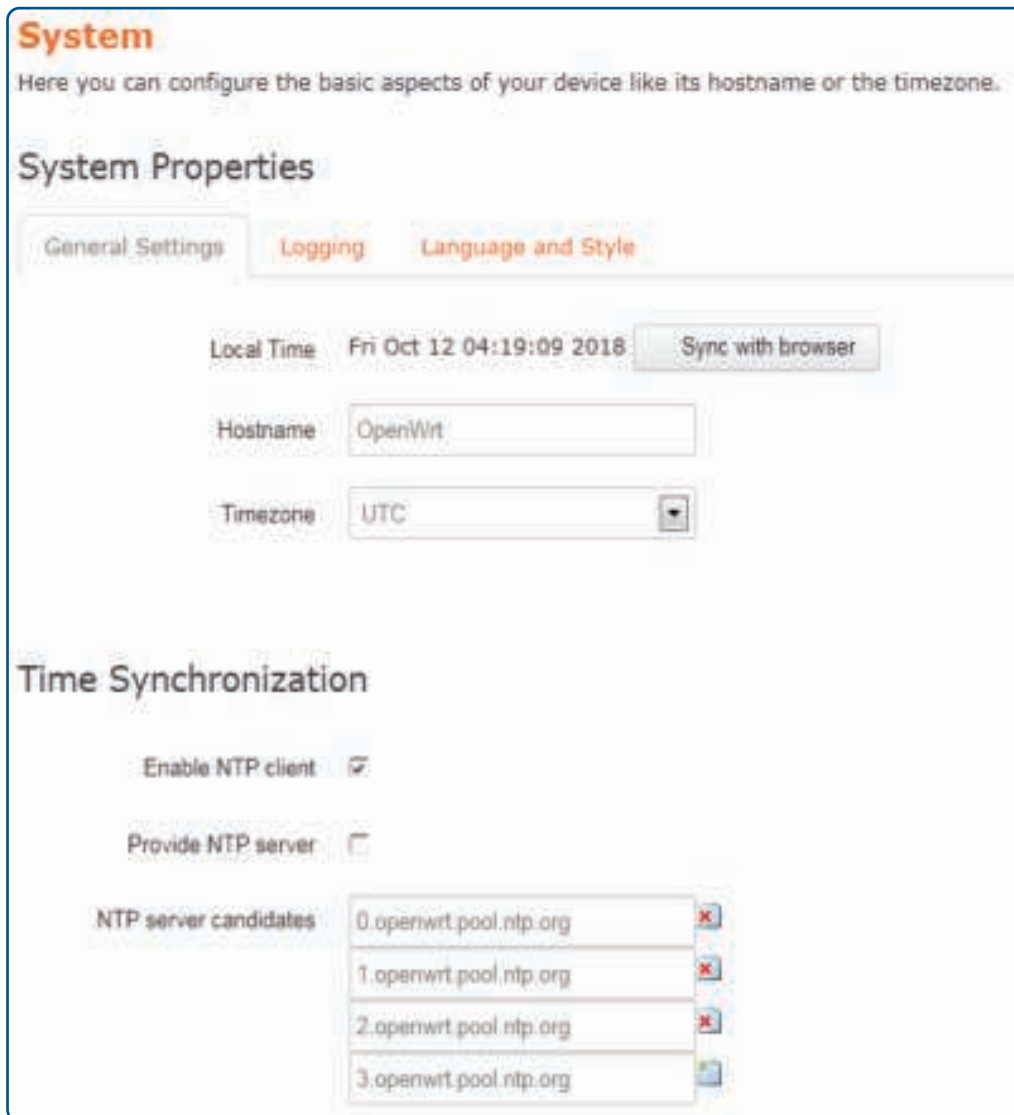 System
Here you can configure the basic aspects of your device like its hostname or the timezone.
System Properties
General Settings Logging Language and Style
Local Time Fri Oct 12 04:19:09 2018 Sync with browser
Hostname OpenWrt
Timezone UTC
Time Synchronization
Enable NTP client
Provide NTP server
NTP server candidates 0.openwrt.pool.ntp.org
1.openwrt.pool.ntp.org
2.openwrt.pool.ntp.org
3.openwrt.pool.ntp.org